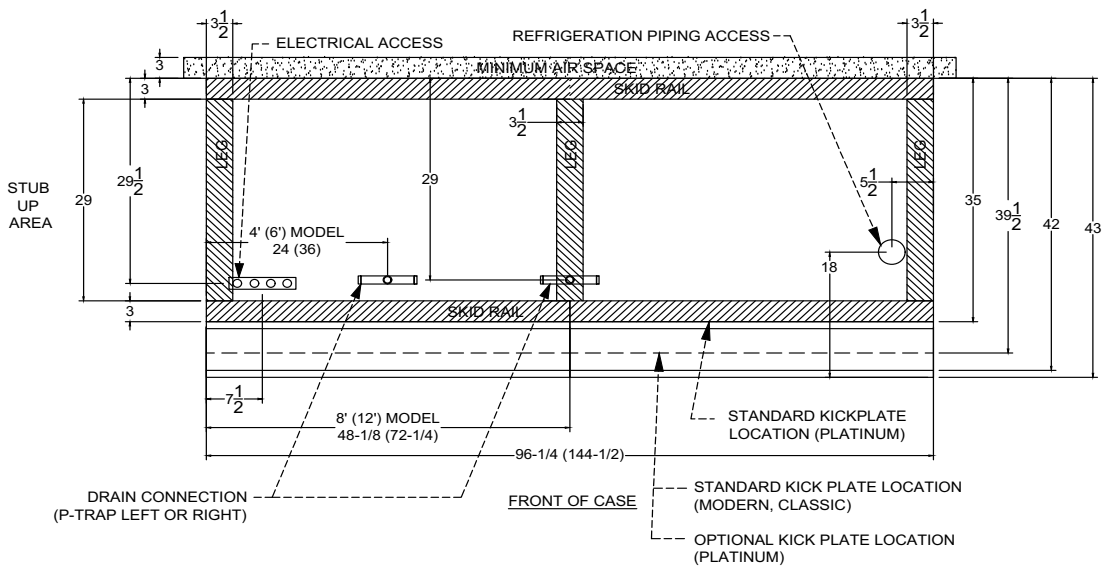 3 1/2
3 1/2
ELECTRICAL ACCESS
REFRIGERATION PIPING ACCESS
3
MINIMUM AIR SPACE
3
SKID RAIL
3 1/2
LEG
LEG
LEG
STUB
UP
AREA
29
29 1/2
29
5 1/2
35
39 1/2
42
43
4' (6') MODEL
24 (36)
18
3
SKID RAIL
7 1/2
8' (12') MODEL
48-1/8 (72-1/4)
STANDARD KICKPLATE
LOCATION (PLATINUM)
96-1/4 (144-1/2)
DRAIN CONNECTION
(P-TRAP LEFT OR RIGHT)
FRONT OF CASE
STANDARD KICK PLATE LOCATION
(MODERN, CLASSIC)
OPTIONAL KICK PLATE LOCATION
(PLATINUM)